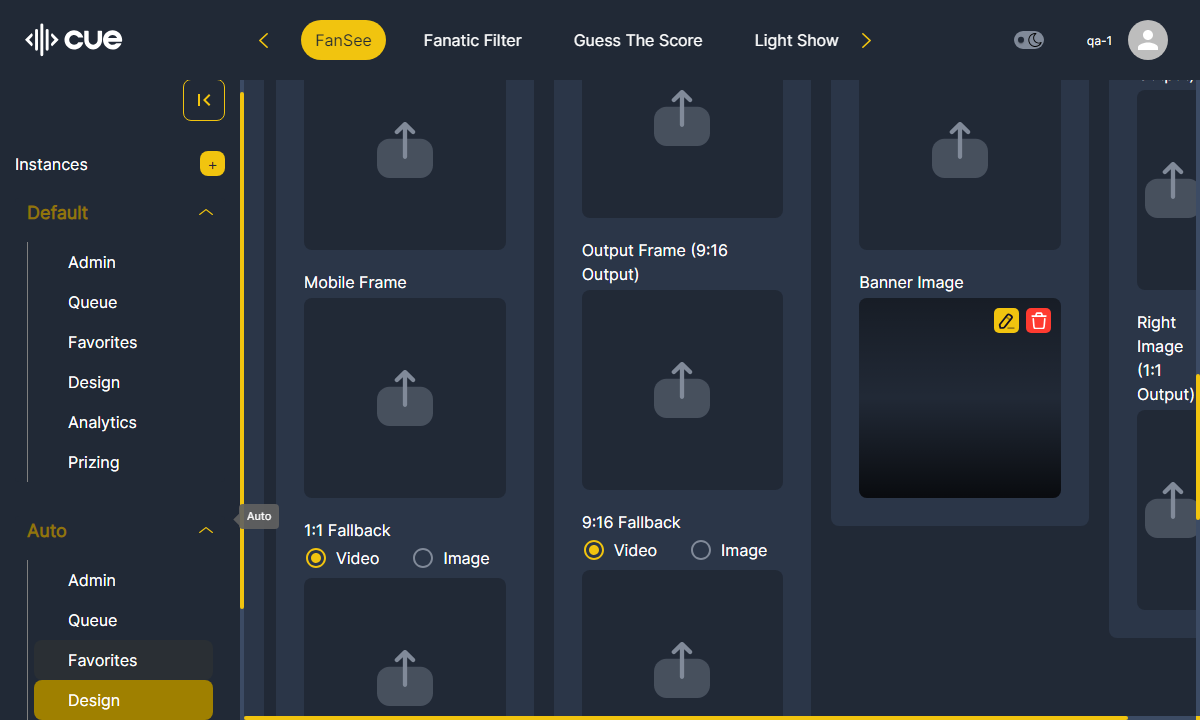 cue
FanSee
Fanatic Filter
Guess The Score
Light Show
qa-1
Instances
+
Default
Admin
Queue
Favorites
Design
Analytics
Prizing
Auto
Admin
Queue
Favorites
Design
Auto
Mobile Frame
1:1 Fallback
Video
Image
Output Frame (9:16
Output)
9:16 Fallback
Video
Image
Banner Image
Right
Image
(1:1
Output)